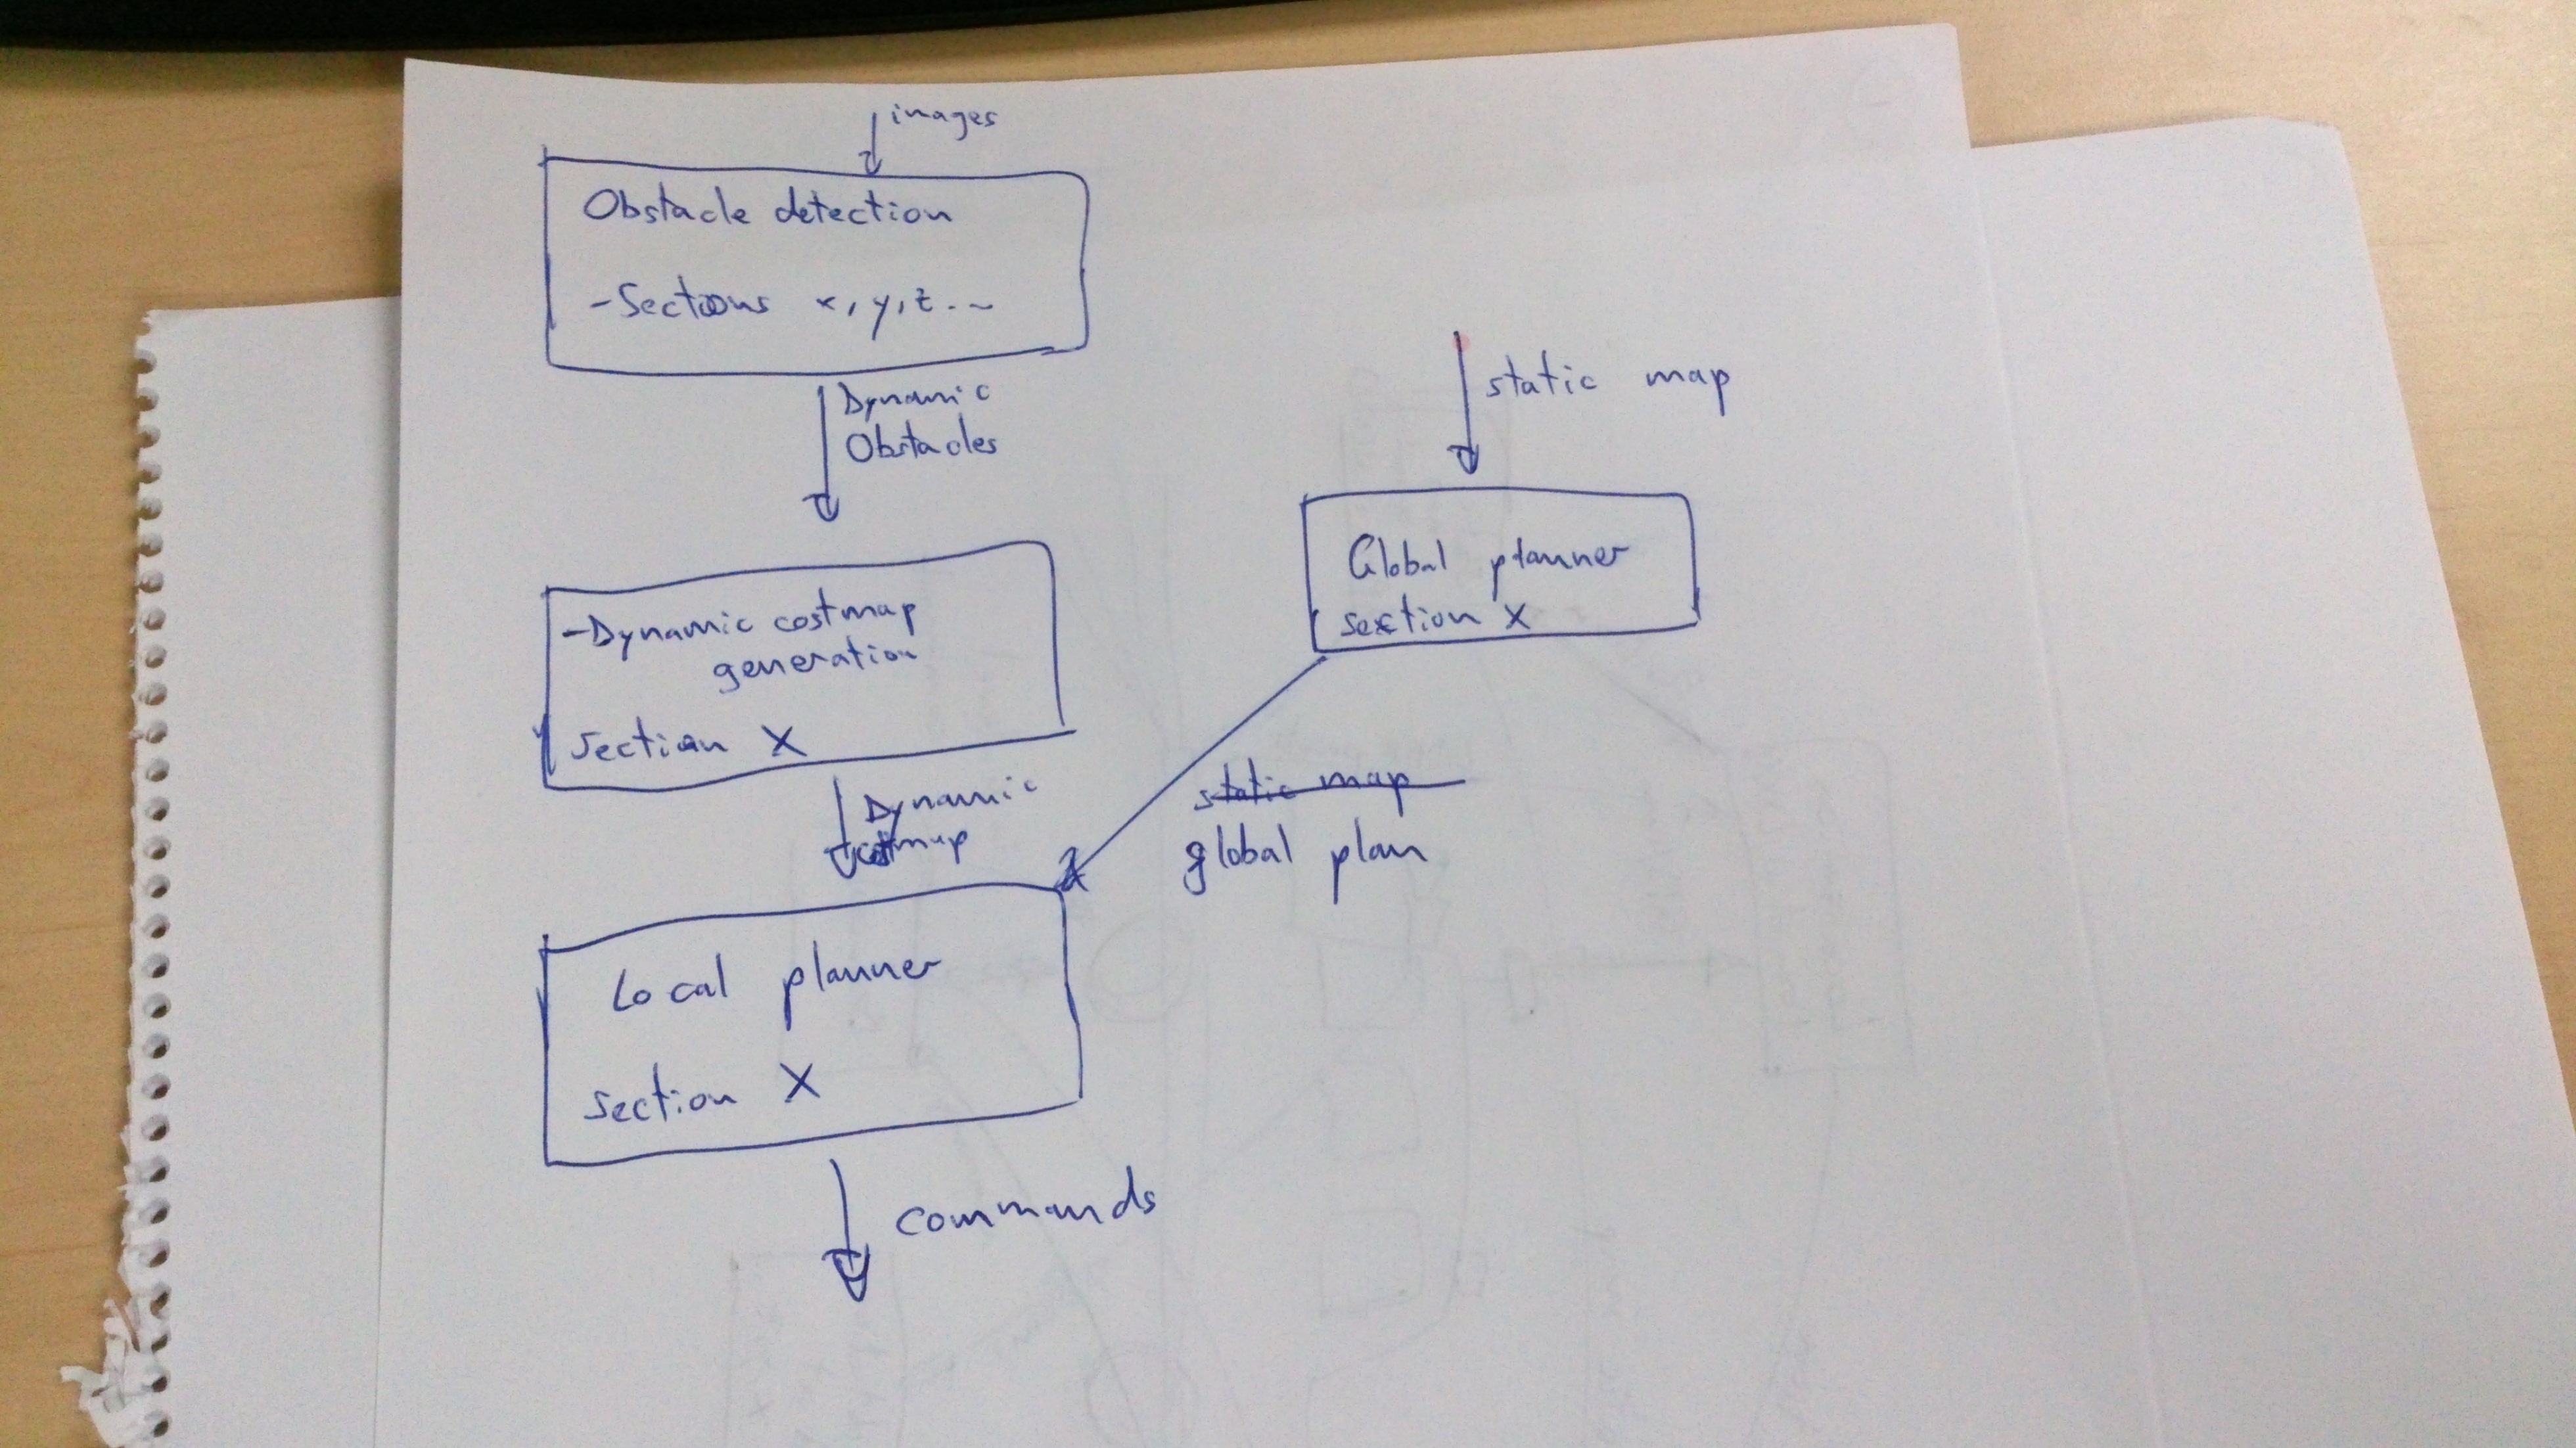 images
Obstacle detection
-Sections x, y, z . ~
Dynamic
Obstacles
-Dynamic costmap
generation
section X
Dynamic
costmap
Local planner
section X
Commands
static map
Global planner
section X
static map
global plan